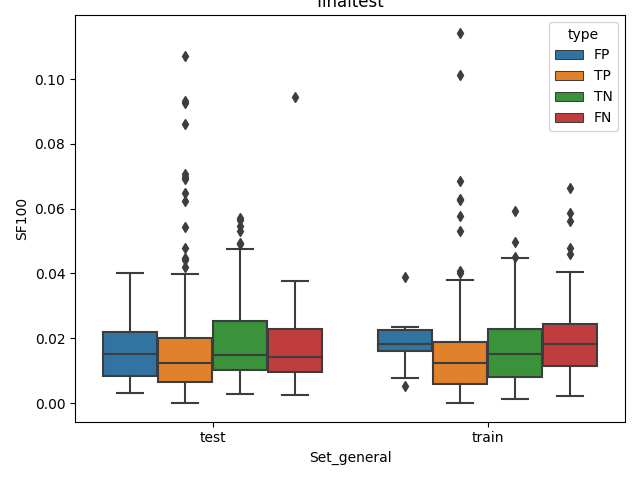 finaltest
type
FP
TP
TN
FN
SF100
0.10
0.08
0.06
0.04
0.02
0.00
test
train
Set_general